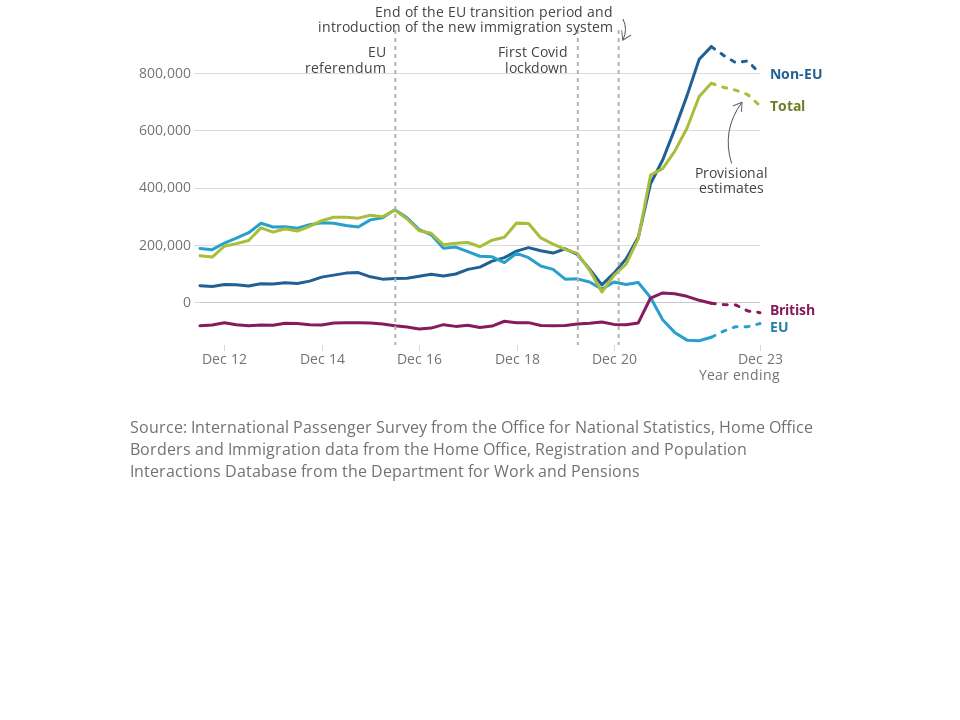 End of the EU transition period and
introduction of the new immigration system
EU
referendum
First Covid
lockdown
800,000
600,000
400,000
200,000
0
Non-EU
Total
Provisional
estimates
British
EU
Dec 12
Dec 14
Dec 16
Dec 18
Dec 20
Dec 23
Year ending
Source: International Passenger Survey from the Office for National Statistics, Home Office
Borders and Immigration data from the Home Office, Registration and Population
Interactions Database from the Department for Work and Pensions